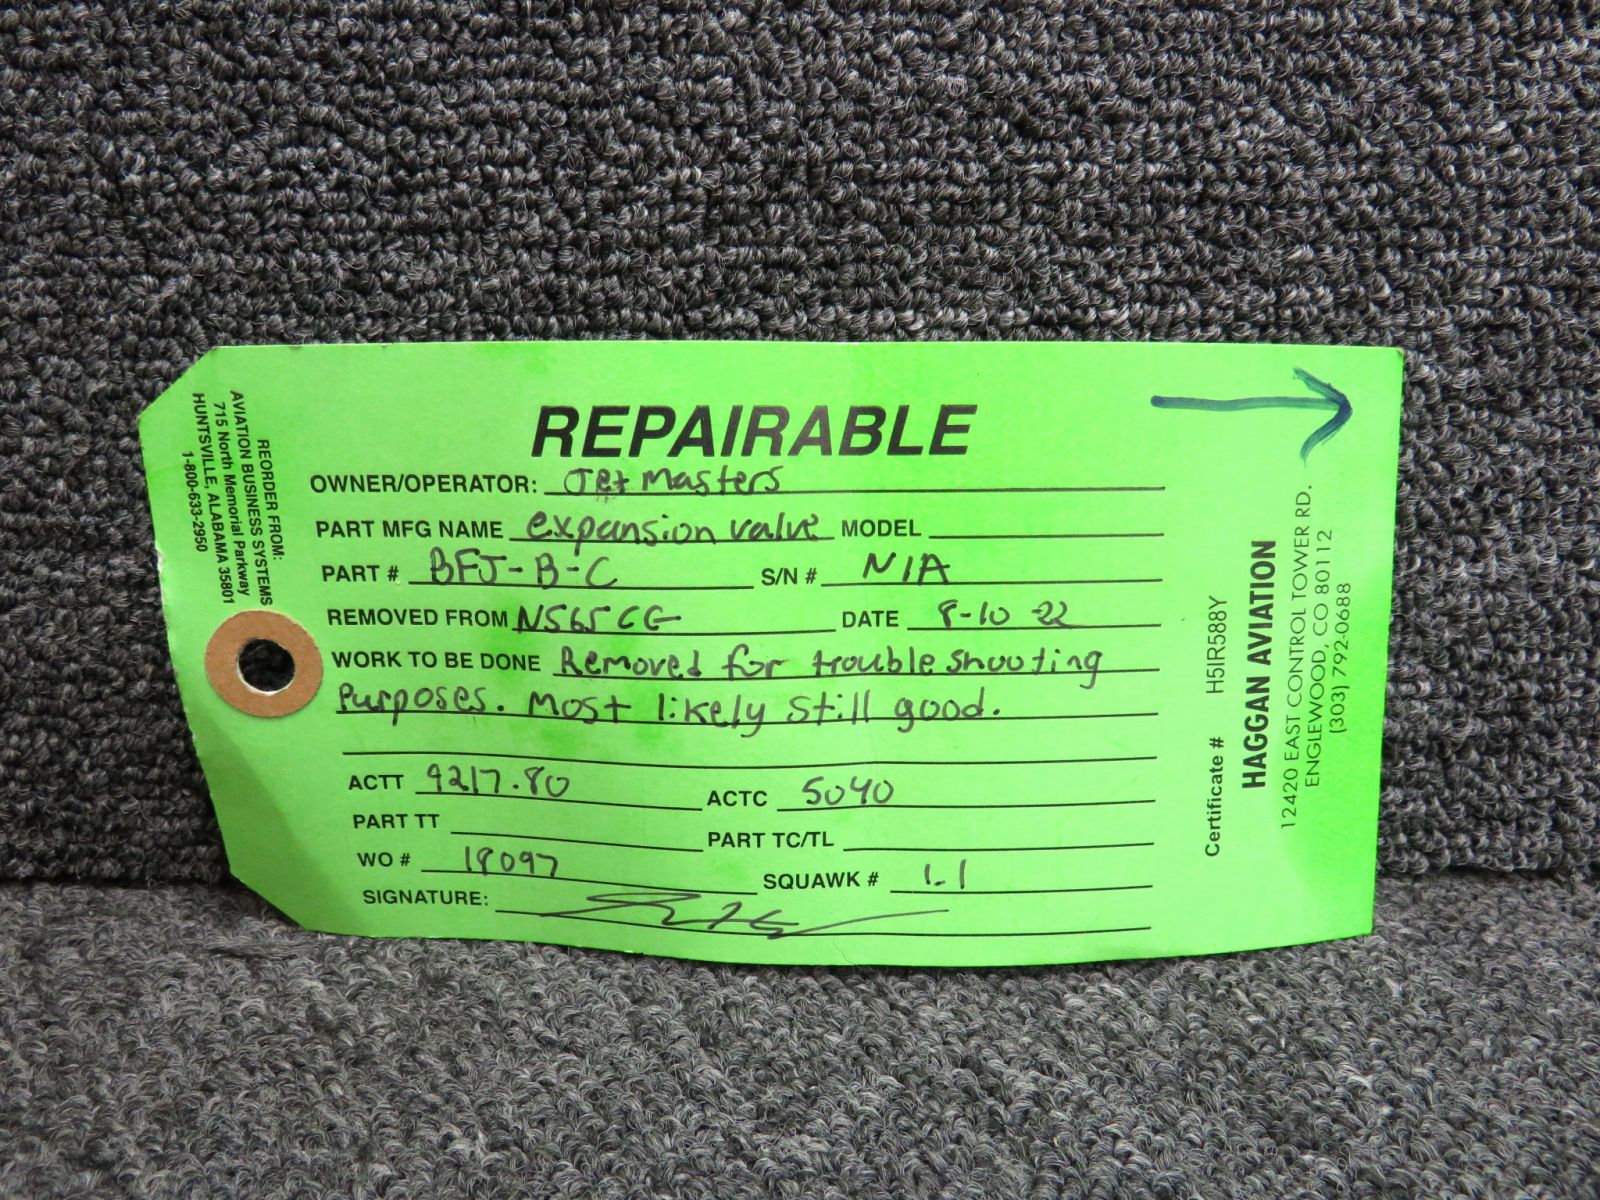 REPAIRABLE
OWNER/OPERATOR: Jet Masters
PART MFG NAME expansion valve MODEL
PART # BFJ-B-C S/N # N/A
REMOVED FROM N565CG DATE 8-10 22
WORK TO BE DONE Removed for troubleshooting
purposes. Most likely still good.
ACTT 9217.80 ACTC 5040
PART TT PART TC/TL
WO # 18097 SQUAWK # 1.1
SIGNATURE:
REORDER FROM:
AVIATION BUSINESS SYSTEMS
715 North Memorial Parkway
HUNTSVILLE, ALABAMA 35801
1-800-633-2950
Certificate # H5IR588Y
HAGGAN AVIATION
12420 EAST CONTROL TOWER RD.
ENGLEWOOD, CO 80112
(303) 792-0688